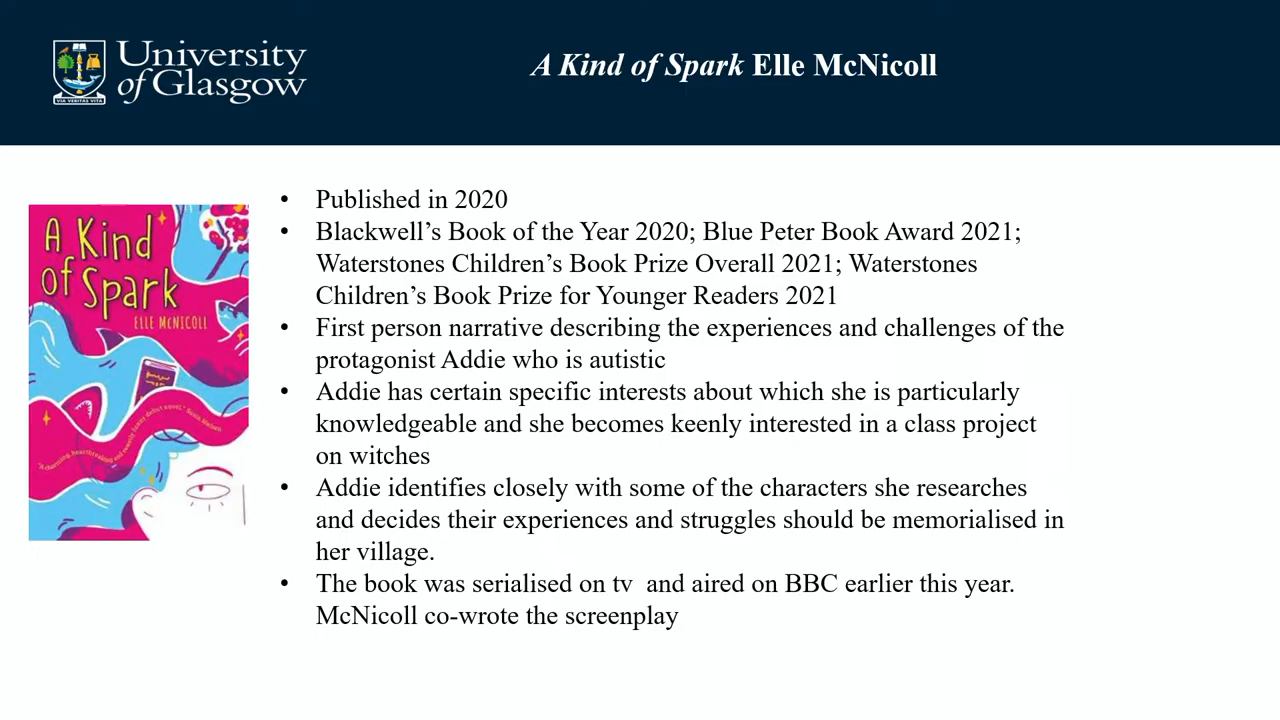 University
of Glasgow
VIA VERITAS VITA
A Kind of Spark Elle McNicoll
A Kind
of Spark
ELLE McNICOLL
"A charming, heartbreaking and
• Published in 2020
• Blackwell’s Book of the Year 2020; Blue Peter Book Award 2021;
Waterstones Children’s Book Prize Overall 2021; Waterstones
Children’s Book Prize for Younger Readers 2021
• First person narrative describing the experiences and challenges of the
protagonist Addie who is autistic
• Addie has certain specific interests about which she is particularly
knowledgeable and she becomes keenly interested in a class project
on witches
• Addie identifies closely with some of the characters she researches
and decides their experiences and struggles should be memorialised in
her village.
• The book was serialised on tv  and aired on BBC earlier this year.
McNicoll co-wrote the screenplay